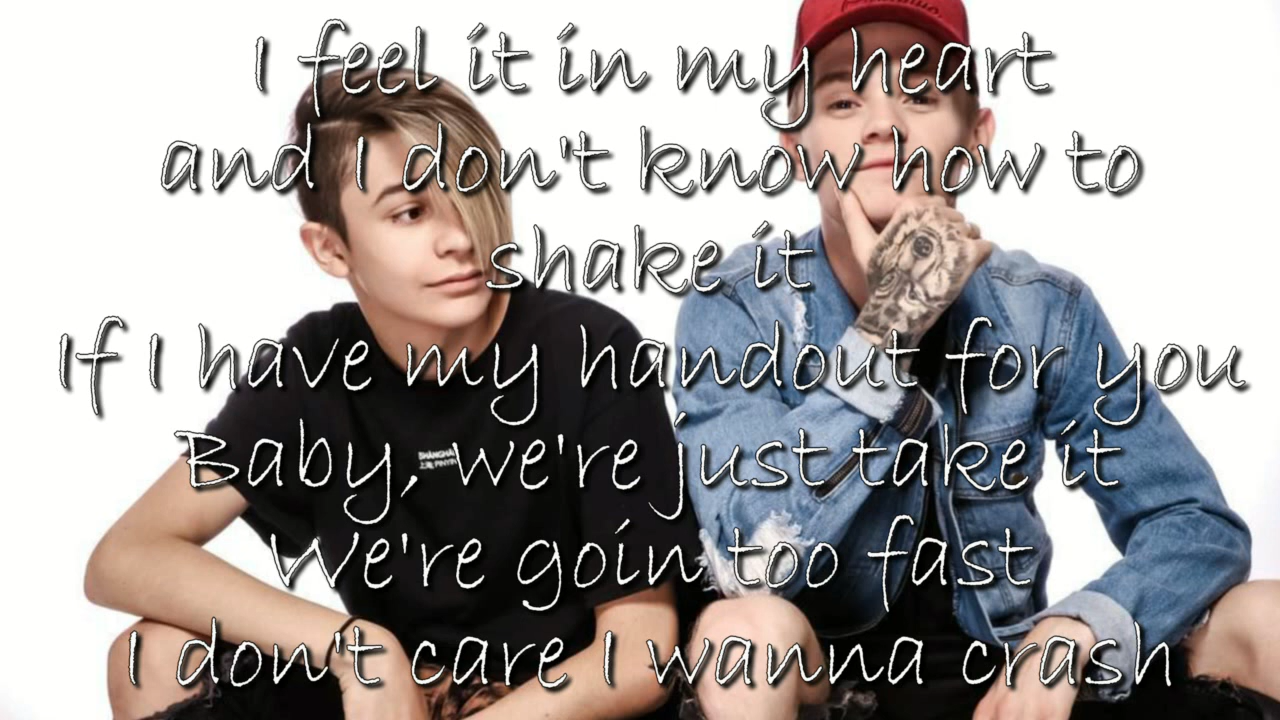 I feel it in my heart
and I don't know how to
shake it
If I have my handout for you
Baby, we're just take it
We're goin too fast
I don't care I wanna crash
SHANGHAI